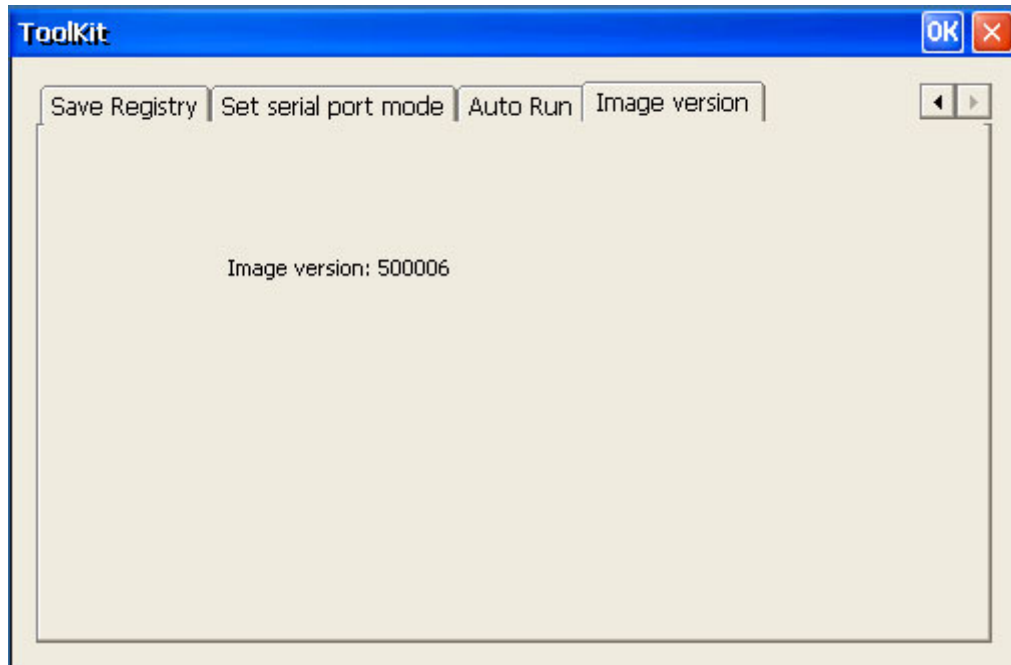 ToolKit OK
Save Registry Set serial port mode Auto Run Image version
Image version: 500006